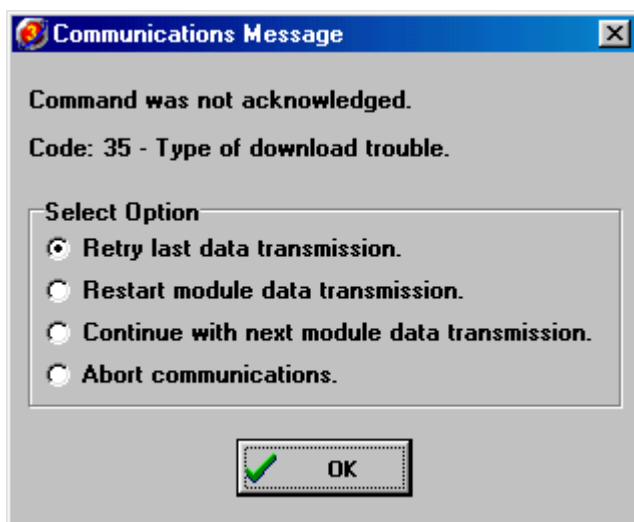 Communications Message
Command was not acknowledged.
Code: 35 - Type of download trouble.
Select Option
Retry last data transmission.
Restart module data transmission.
Continue with next module data transmission.
Abort communications.
OK